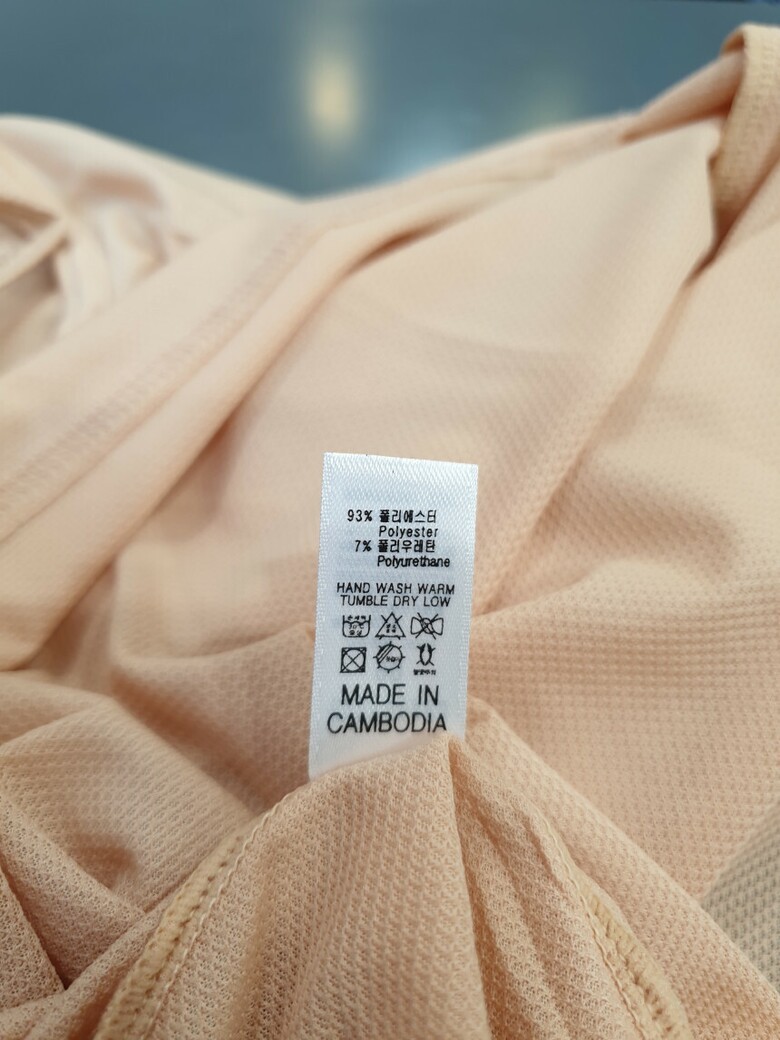 93% 폴리에스터
Polyester
7% 폴리우레탄
Polyurethane
HAND WASH WARM
TUMBLE DRY LOW
MADE IN
CAMBODIA